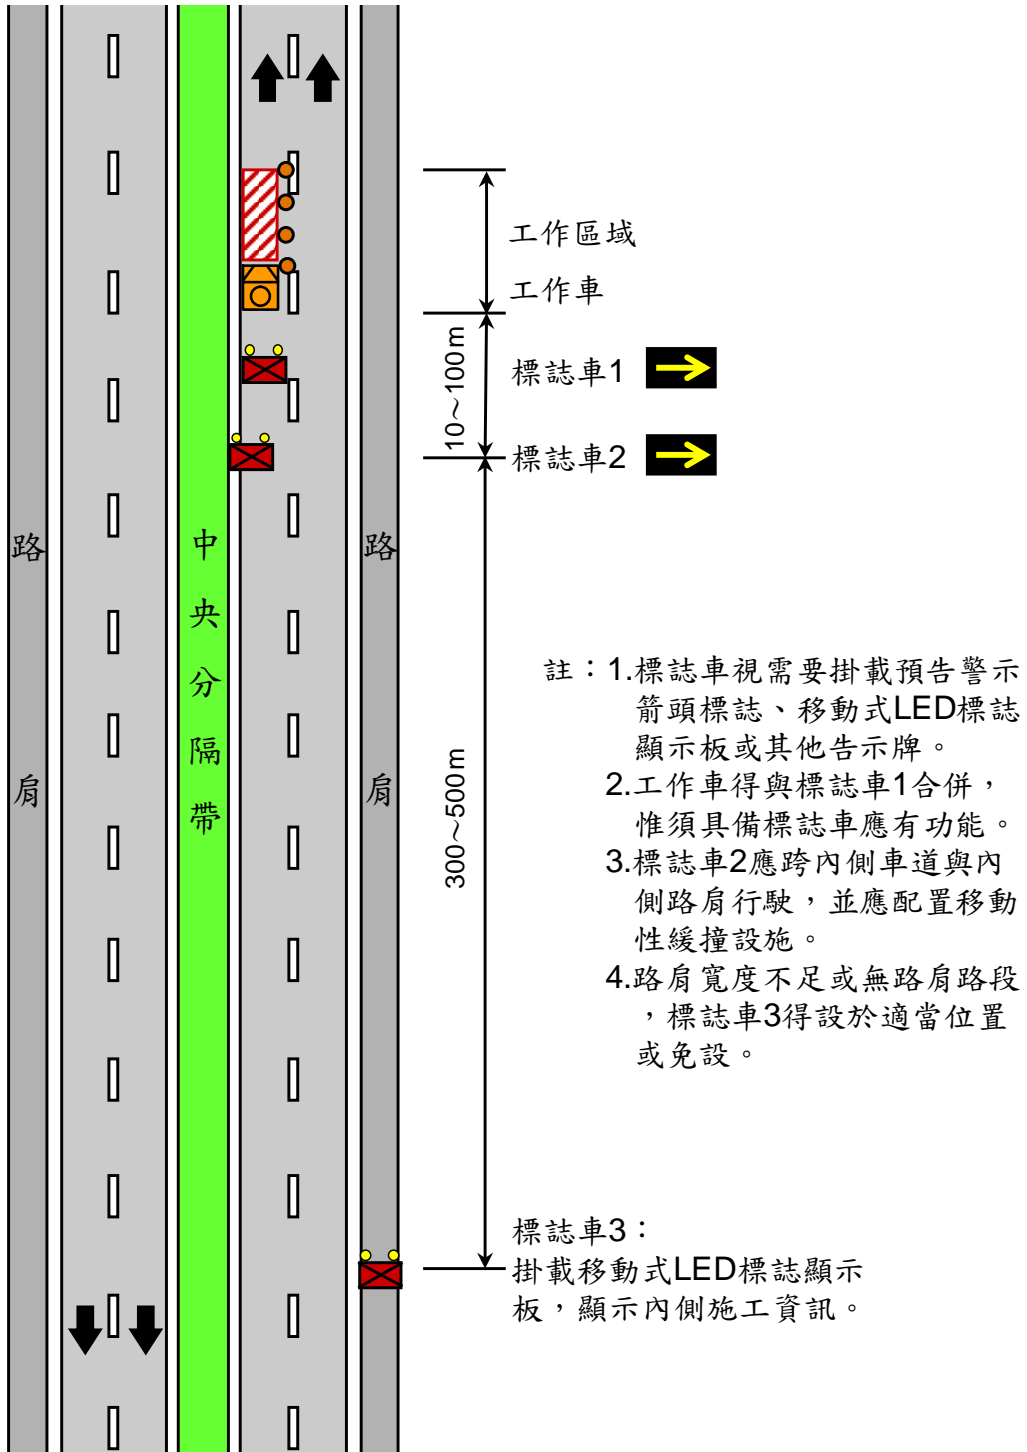 工作區域
工作車
10～100m
標誌車1
標誌車2
路肩
中央分隔帶
路肩
300～500m
註：1.標誌車視需要掛載預告警示
箭頭標誌、移動式LED標誌
顯示板或其他告示牌。
2.工作車得與標誌車1合併，
惟須具備標誌車應有功能。
3.標誌車2應跨內側車道與內
側路肩行駛，並應配置移動
性緩撞設施。
4.路肩寬度不足或無路肩路段
，標誌車3得設於適當位置
或免設。
標誌車3：
掛載移動式LED標誌顯示
板，顯示內側施工資訊。